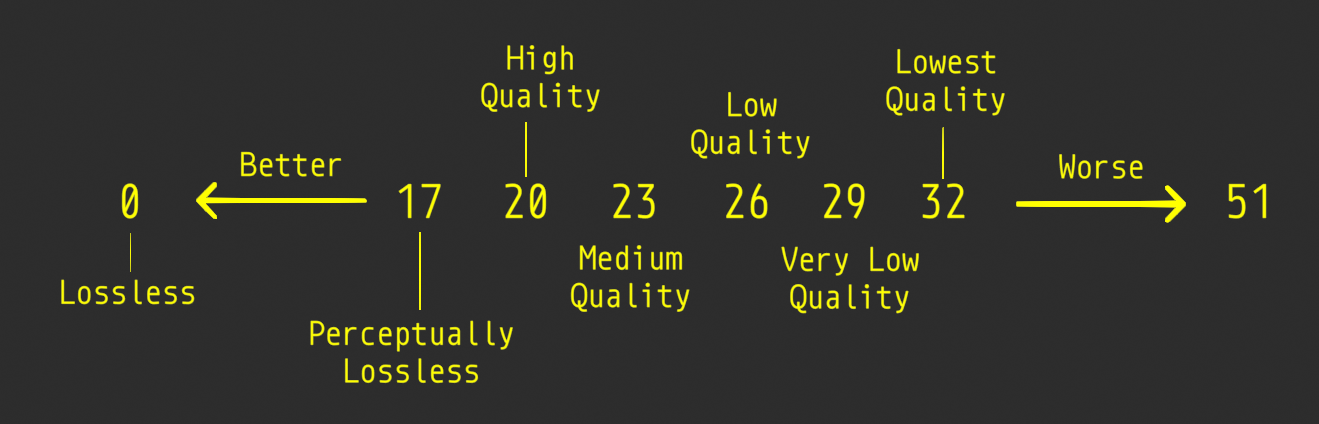 High
Quality
Low
Quality
Lowest
Quality
Better
Worse
0 17 20 23 26 29 32 51
Lossless
Medium
Quality
Very Low
Quality
Perceptually
Lossless